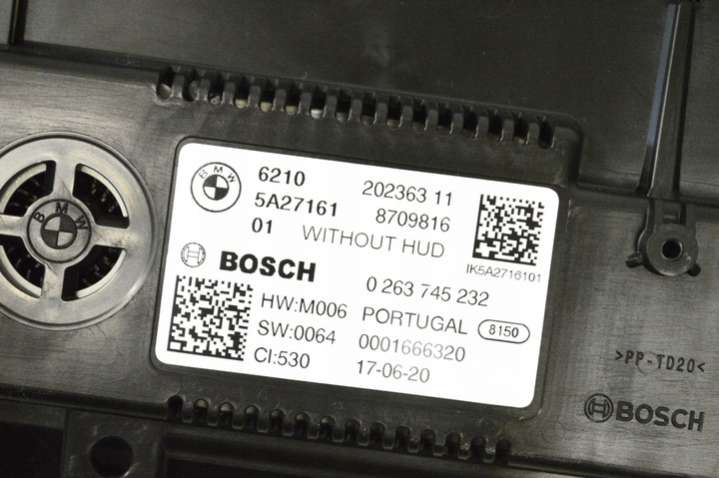 BMW
BMW
6210 202363 11
5A27161 8709816
01 WITHOUT HUD
IK5A2716101
BOSCH 0 263 745 232
HW:M006 PORTUGAL 8150
SW:0064 0001666320
CI:530 17-06-20
>PP-TD20<
BOSCH